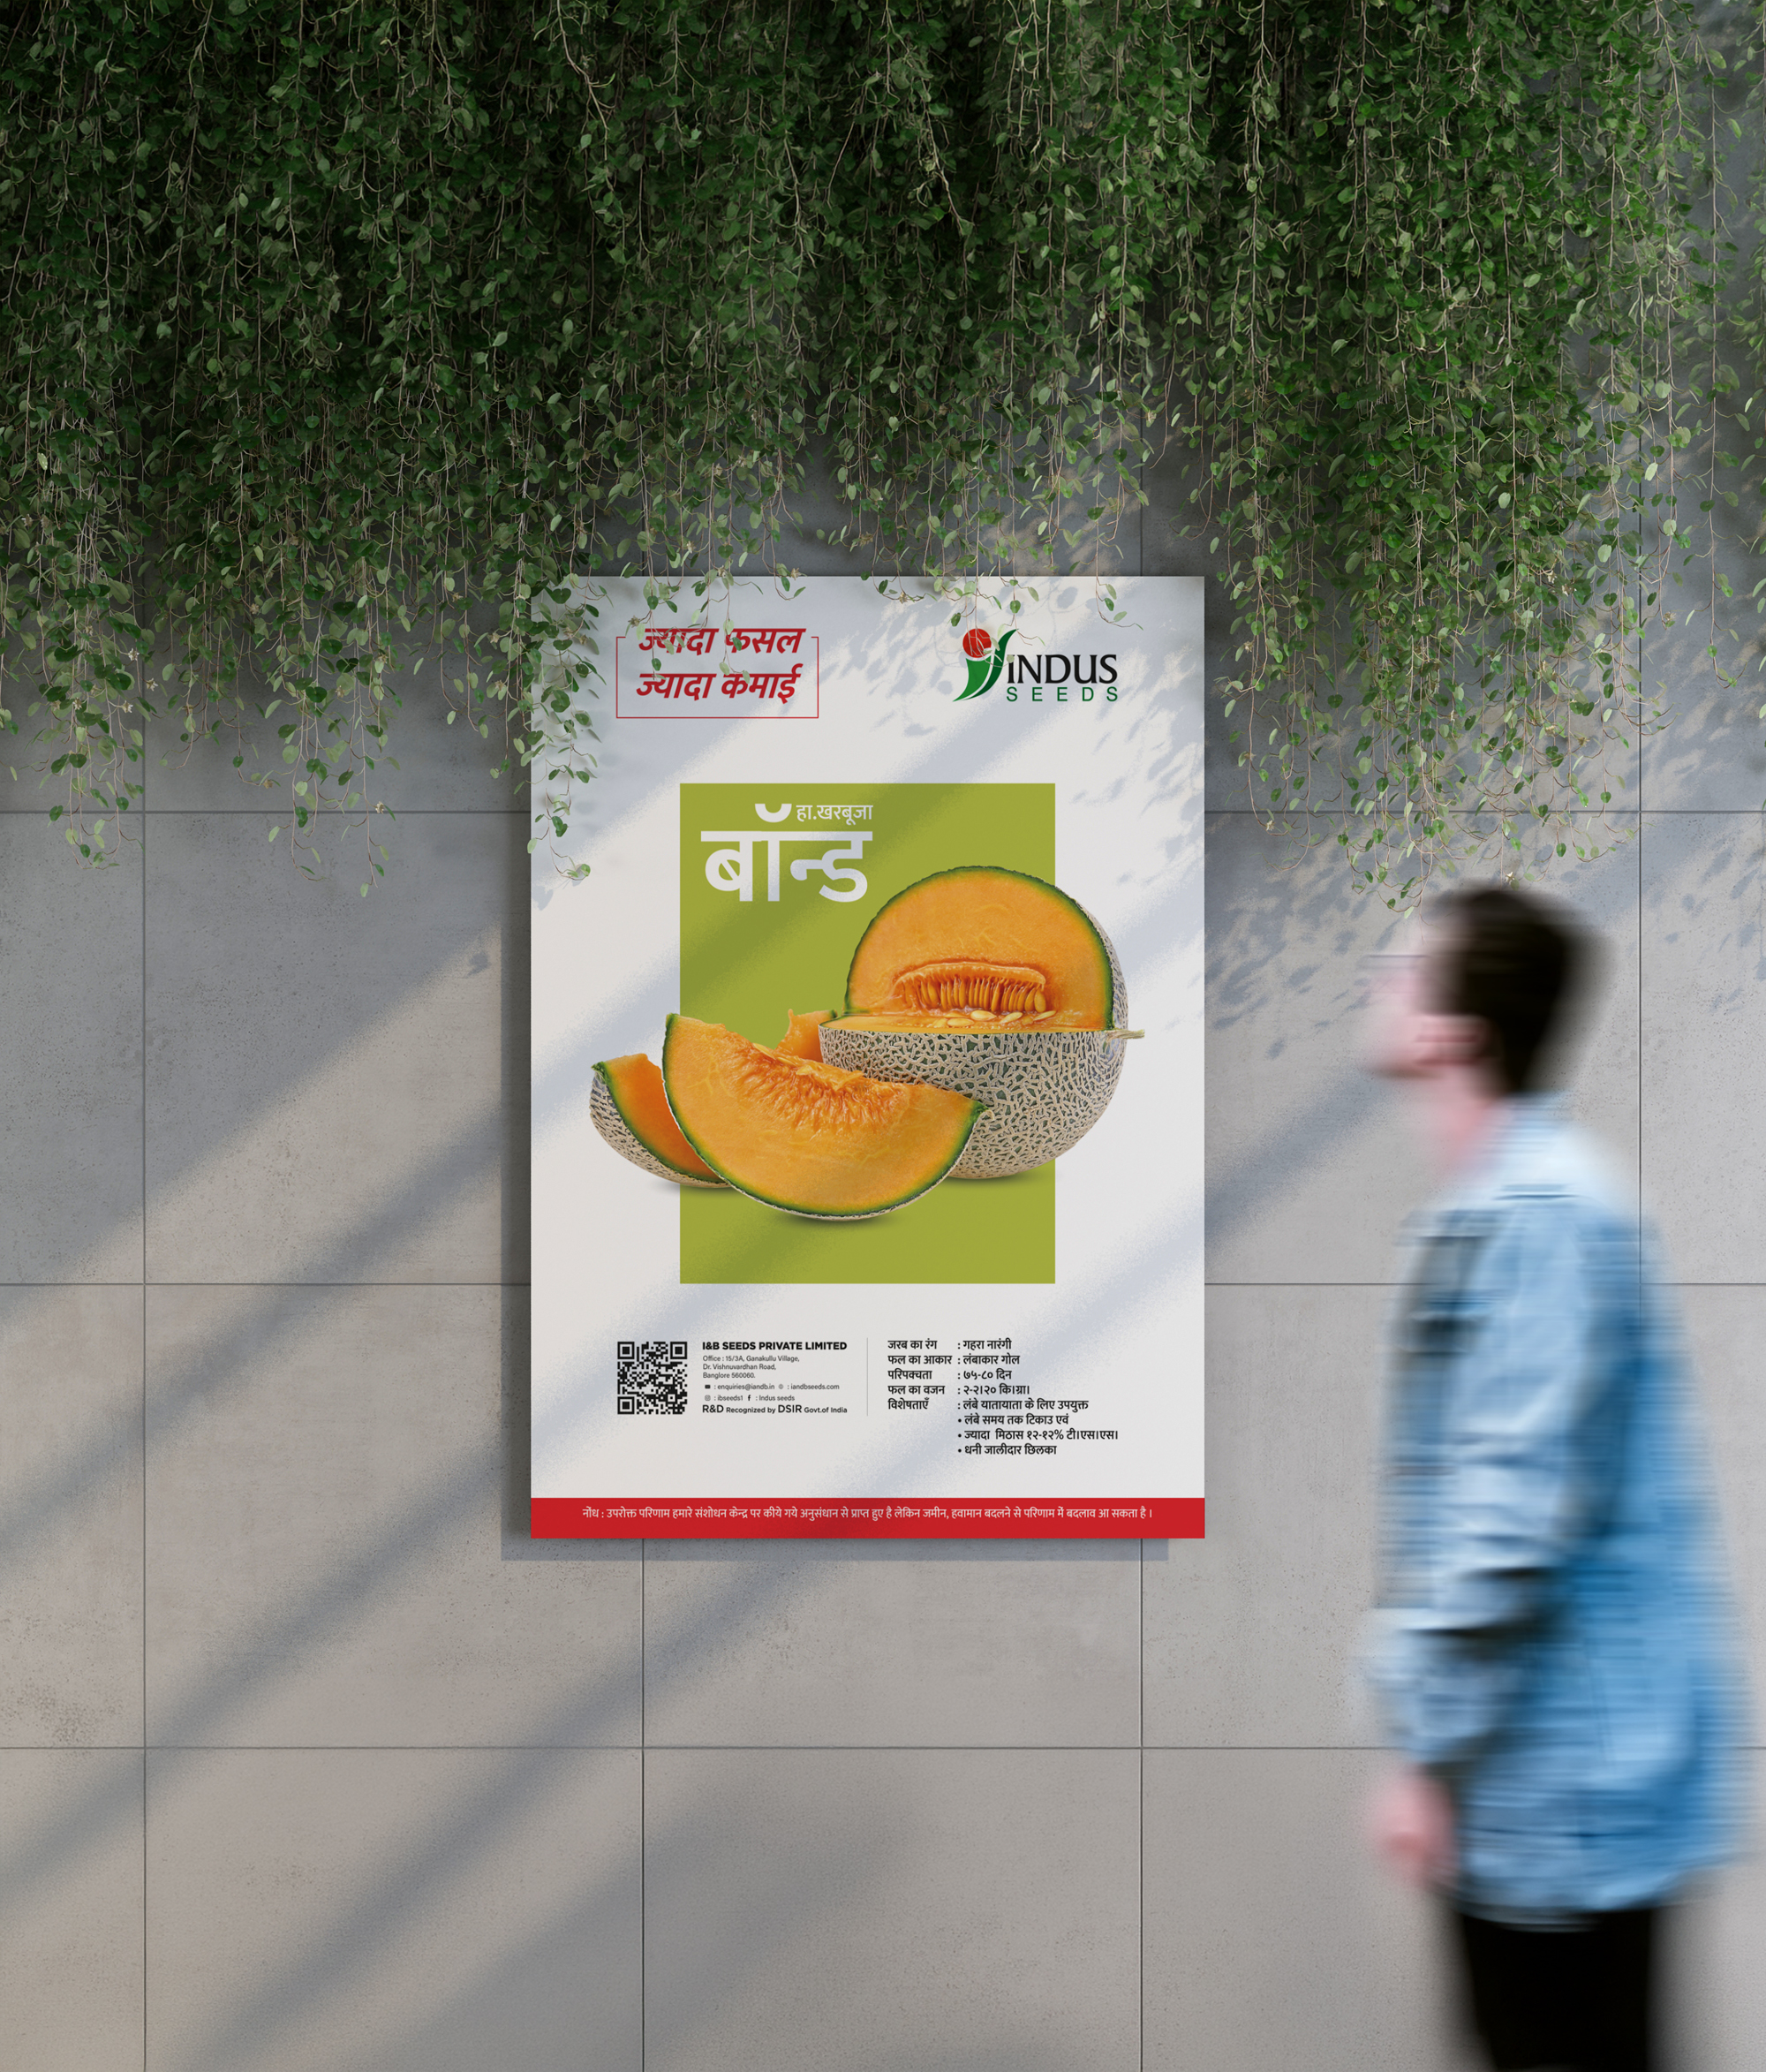 ज्यादा फसल
ज्यादा कमाई
INDUS
SEEDS
हा.खरबूजा
बॉन्ड
I&B SEEDS PRIVATE LIMITED
Office : 15/3A, Ganakullu Village,
Dr. Vishnuvardhan Road,
Banglore 560060.
: enquiries@iandb.in : iandbseeds.com
: ibseeds1 : Indus seeds
R&D Recognized by DSIR Govt.of India
जरब का रंग : गहरा नारंगी
फल का आकार : लंबाकार गोल
परिपक्चता : ७५-८० दिन
फल का वजन : २-२।२० कि।ग्रा।
विशेषताएँ : लंबे यातायाता के लिए उपयुक्त
• लंबे समय तक टिकाउ एवं
• ज्यादा मिठास १२-१२% टी।एस।एस।
• धनी जालीदार छिलका
नोंध : उपरोक्त परिणाम हमारे संशोधन केन्द्र पर कीये गये अनुसंधान से प्राप्त हुए है लेकिन जमीन, हवामान बदलने से परिणाम में बदलाव आ सकता है ।